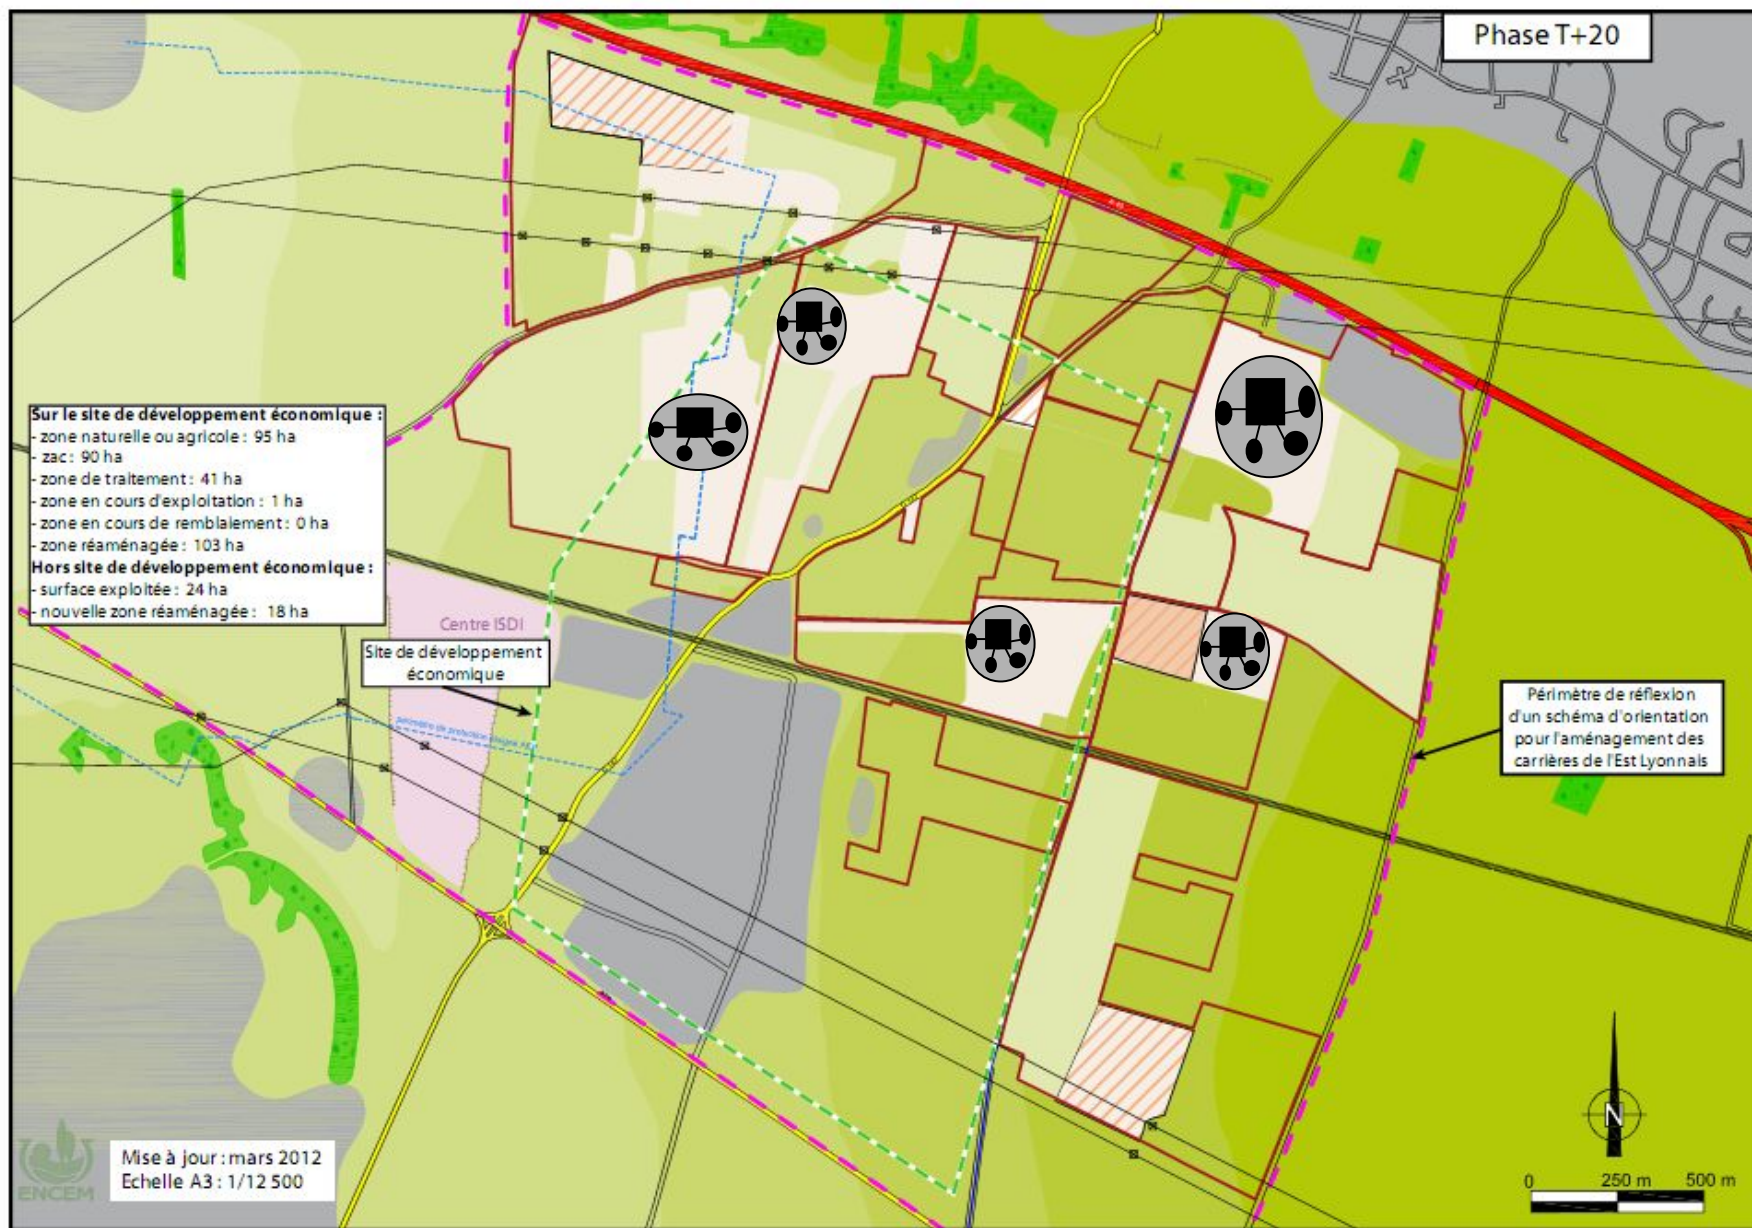 Phase T+20
Sur le site de développement économique :
- zone naturelle ou agricole : 95 ha
- zac : 90 ha
- zone de traitement : 41 ha
- zone en cours d'exploitation : 1 ha
- zone en cours de remblaiement : 0 ha
- zone réaménagée : 103 ha
Hors site de développement économique :
- surface exploitée : 24 ha
- nouvelle zone réaménagée : 18 ha
Centre ISDI
Site de développement
économique
périmètre de protection
Périmètre de réflexion
d'un schéma d'orientation
pour l'aménagement des
carrières de l'Est Lyonnais
N
0 250 m 500 m
Mise à jour : mars 2012
Echelle A3 : 1/12 500
ENCEM